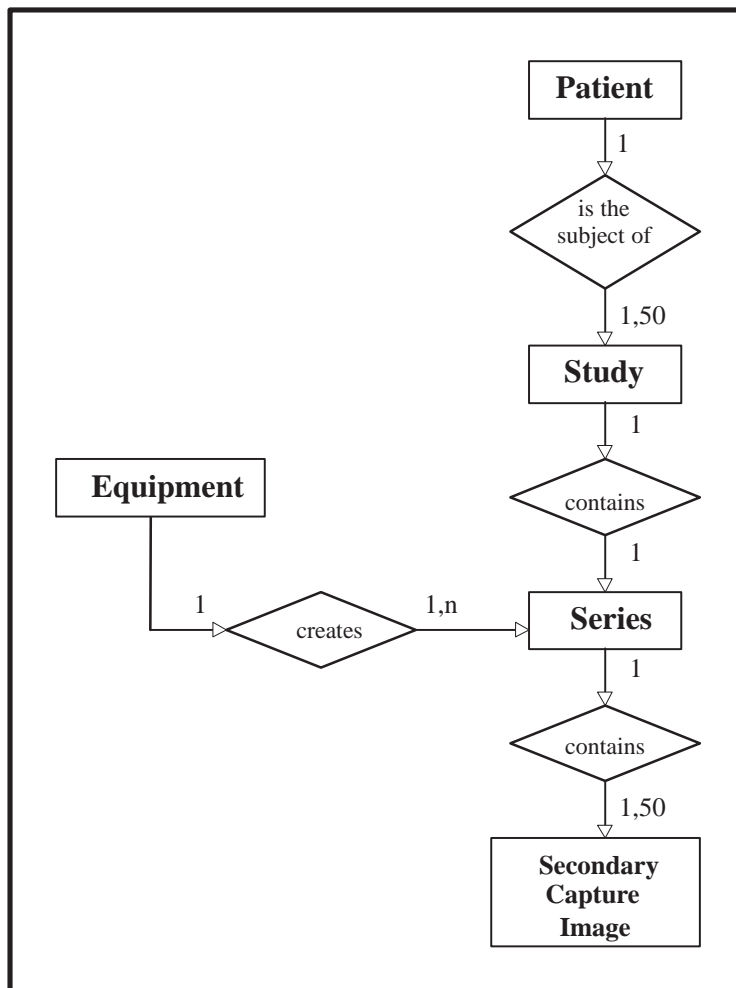 Patient
1
is the
subject of
1,50
Study
1
Equipment
contains
1
1
creates
1,n
Series
1
contains
1,50
Secondary
Capture
Image